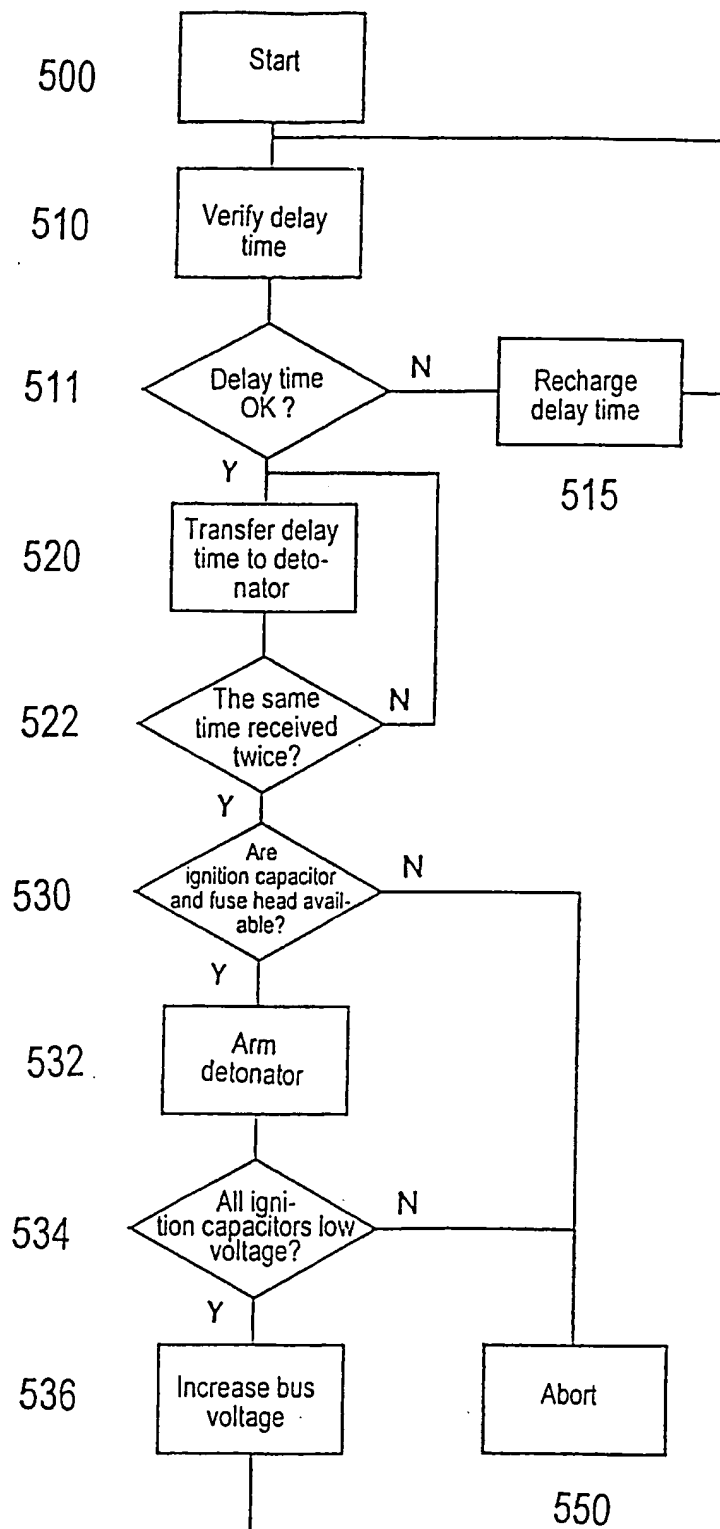 500
Start
510
Verify delay
time
511
Delay time
OK ?
N
Recharge
delay time
515
Y
520
Transfer delay
time to deto-
nator
522
The same
time received
twice?
N
Y
530
Are
ignition capacitor
and fuse head avail-
able?
N
Y
532
Arm
detonator
534
All igni-
tion capacitors low
voltage?
N
Y
536
Increase bus
voltage
Abort
550